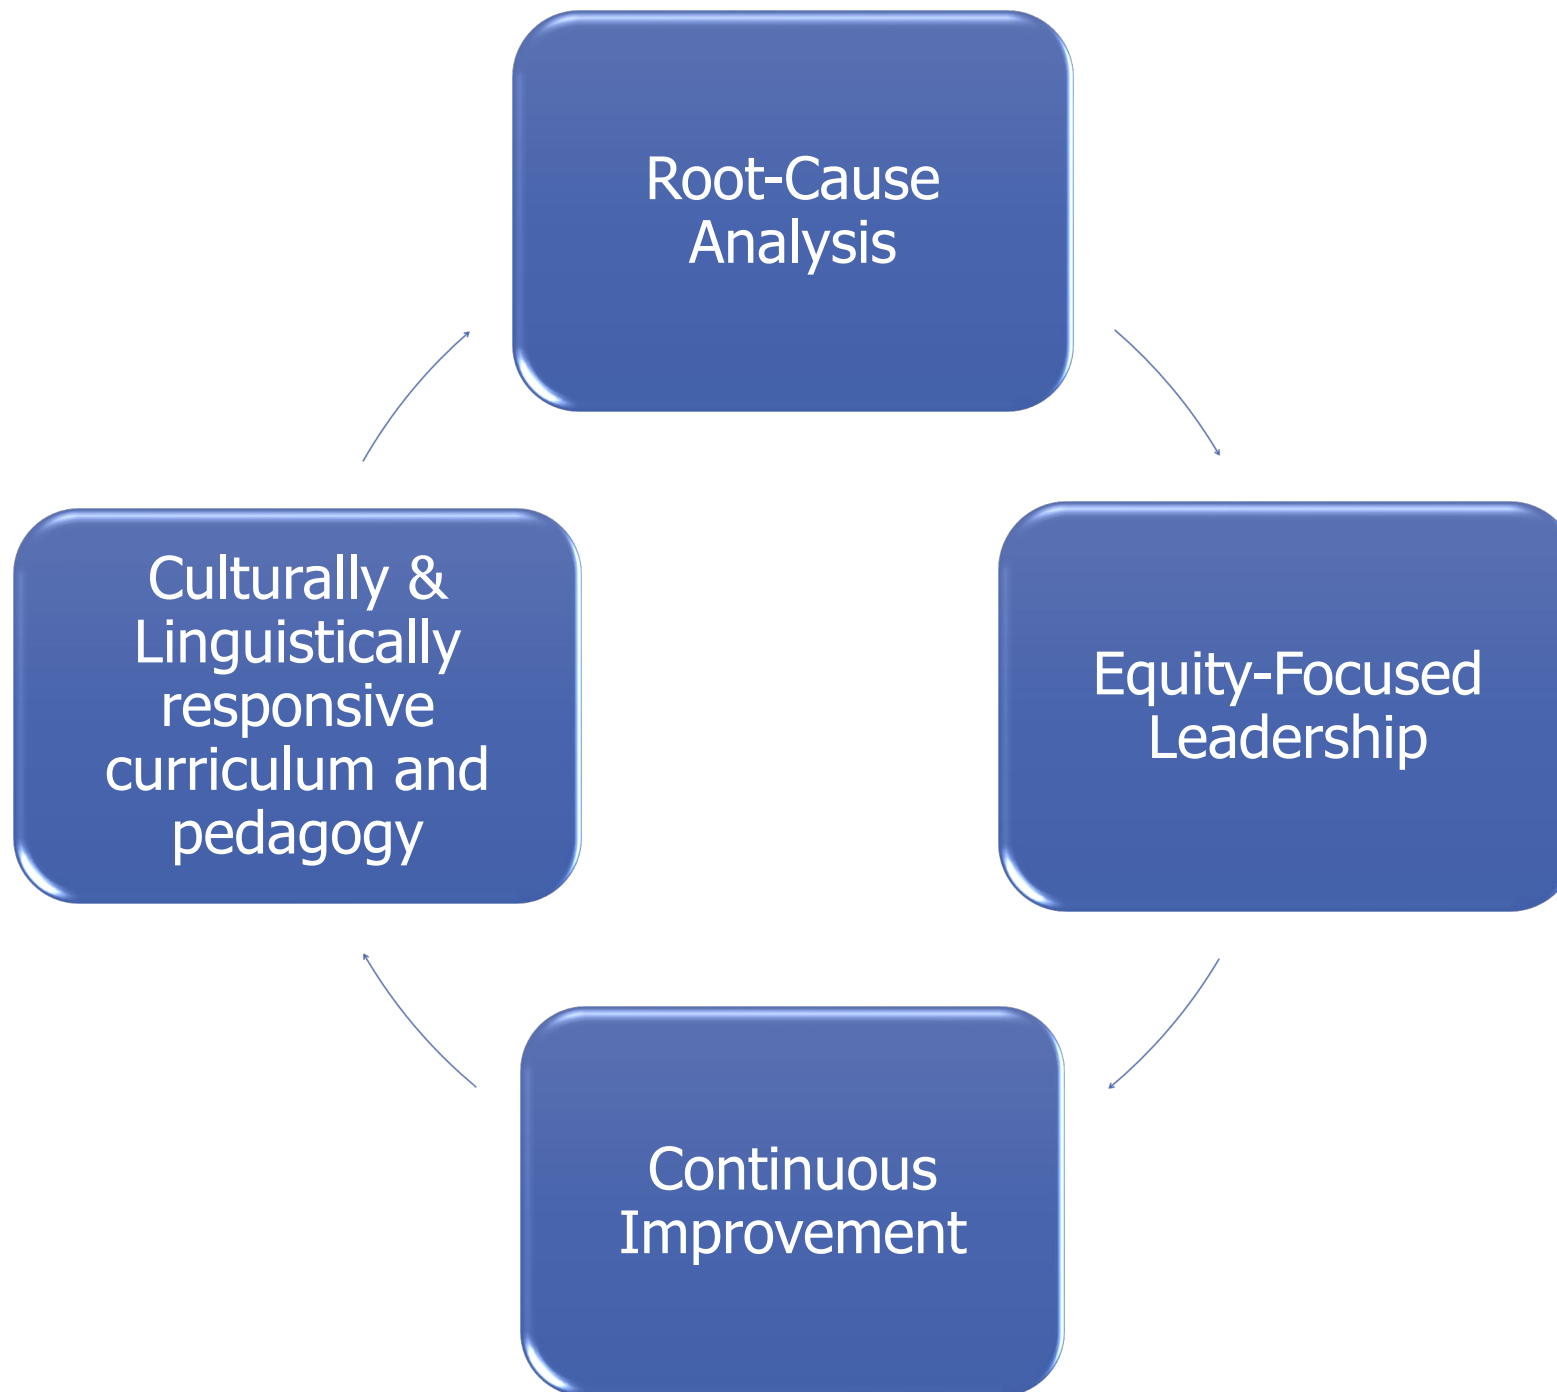 Root-Cause
Analysis
Equity-Focused
Leadership
Continuous
Improvement
Culturally &
Linguistically
responsive
curriculum and
pedagogy